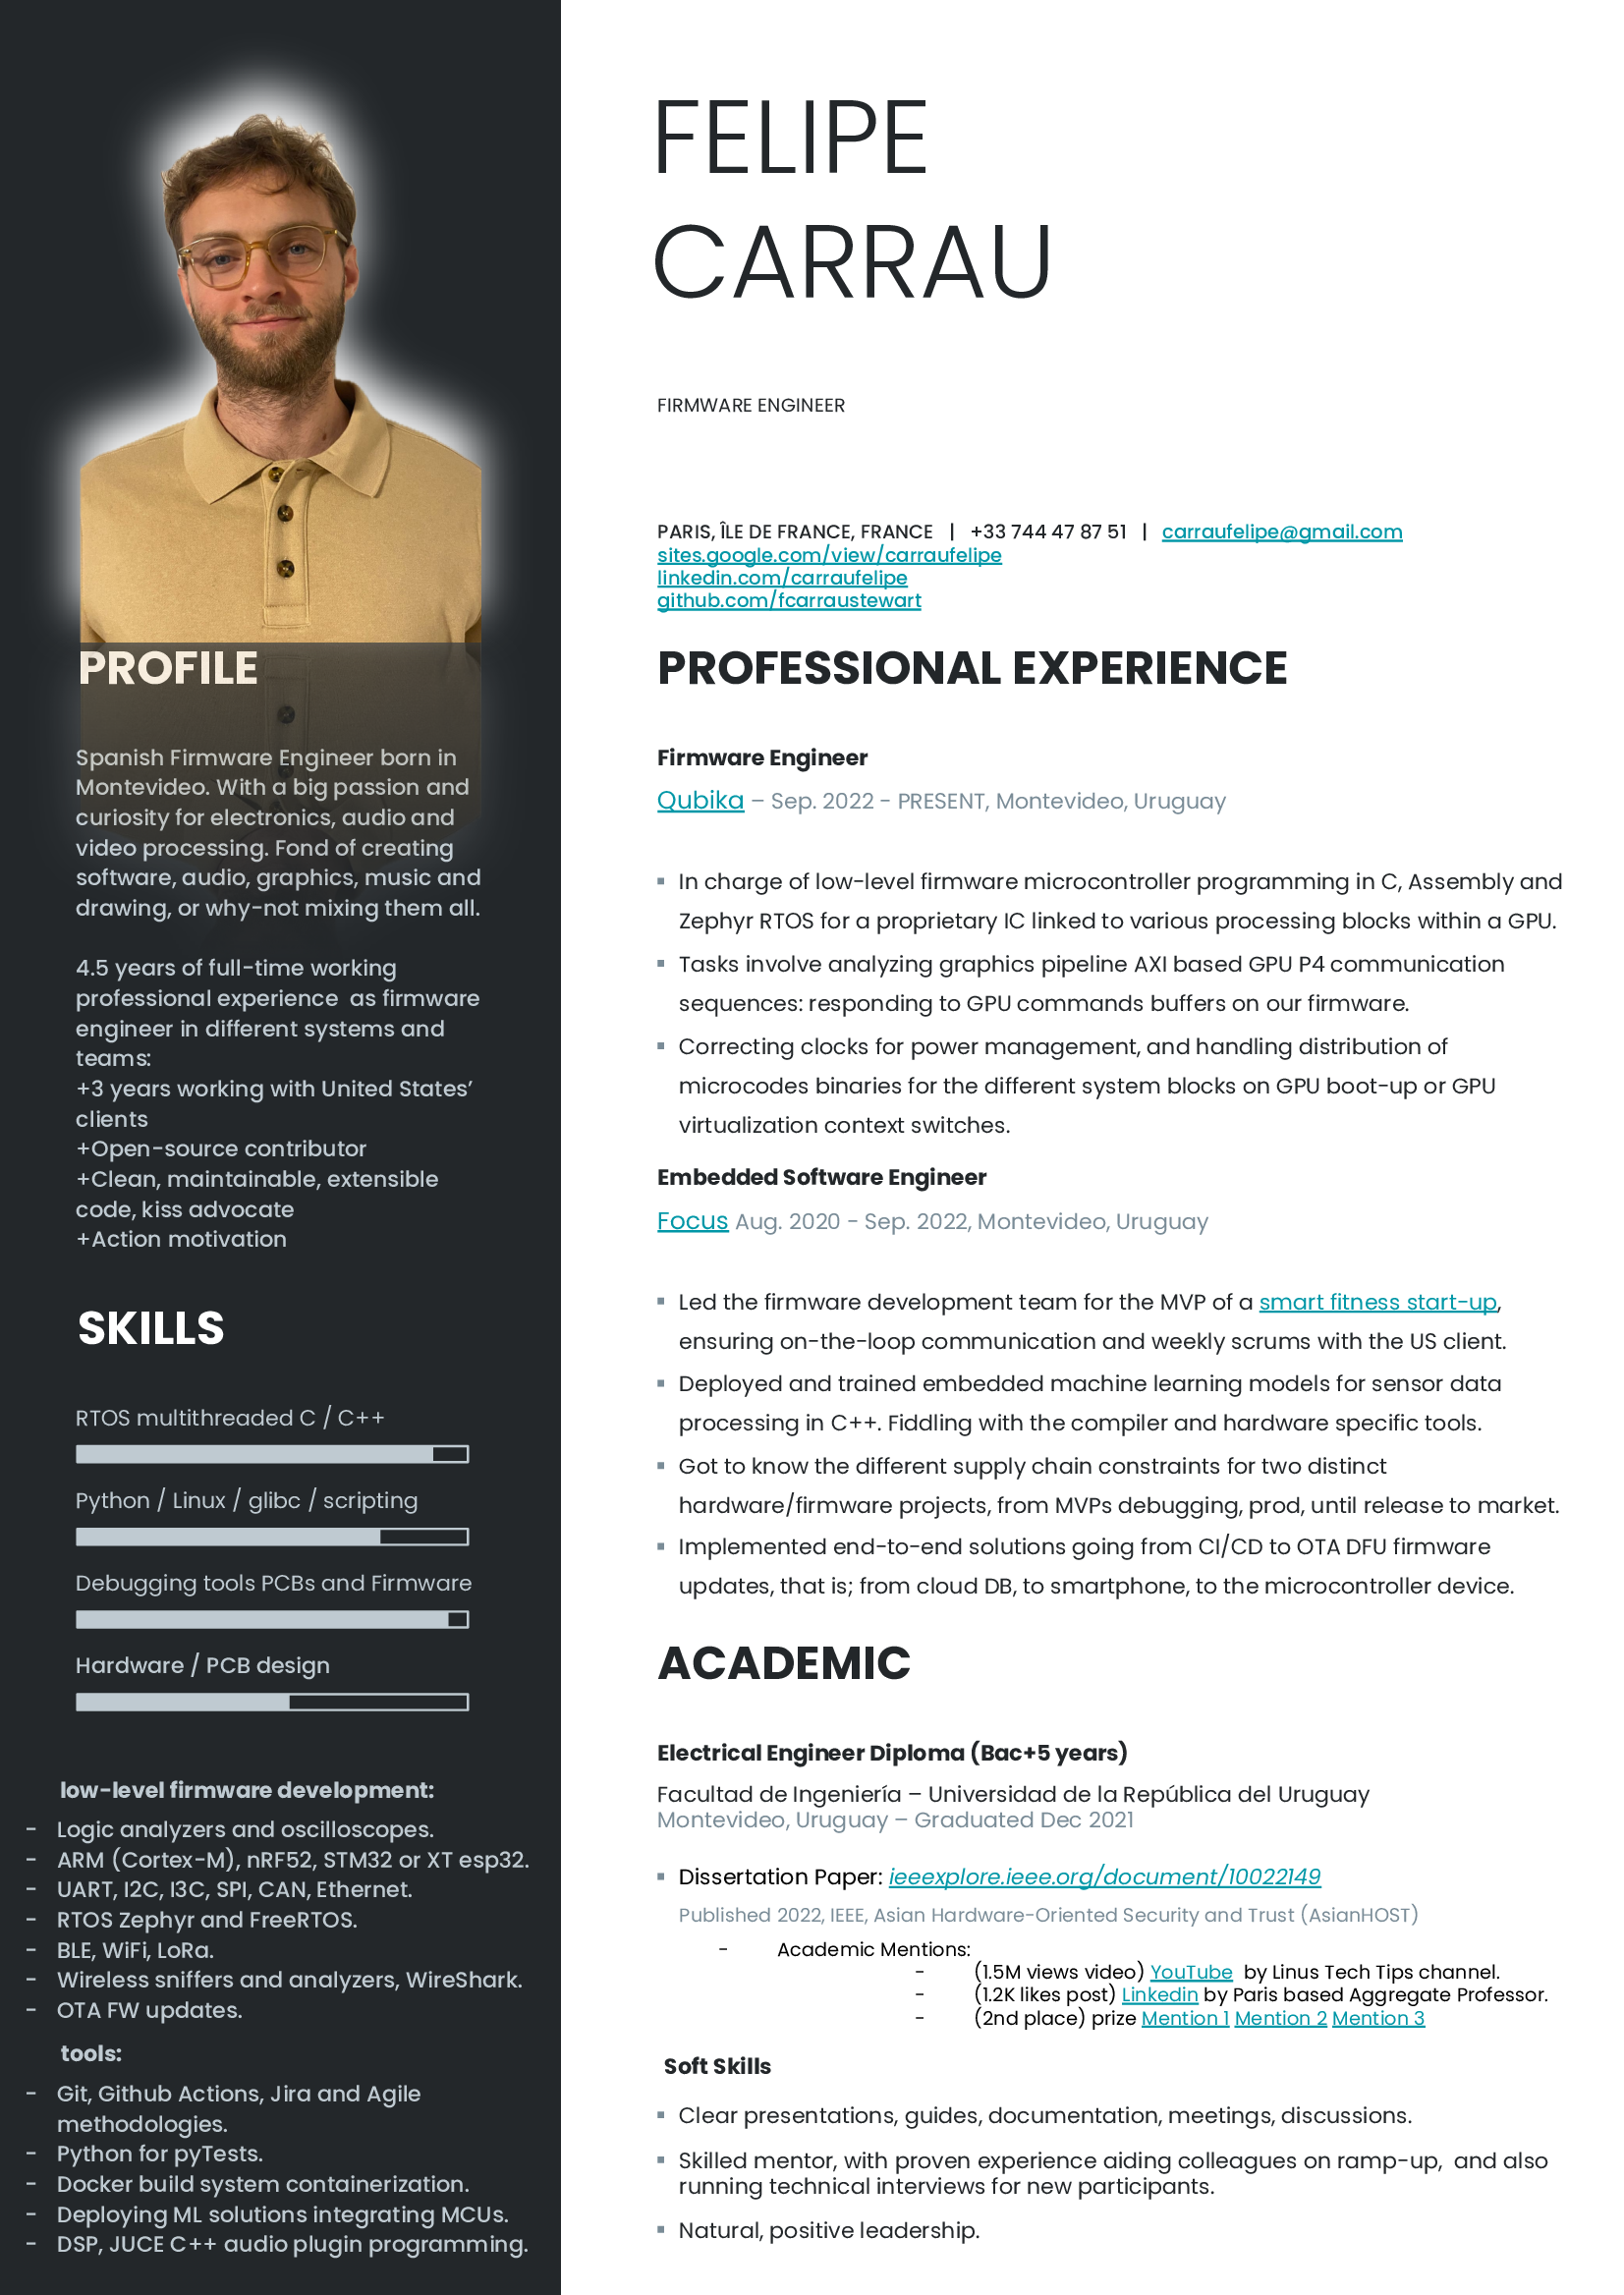 FELIPE
CARRAU
FIRMWARE ENGINEER
PARIS, ÎLE DE FRANCE, FRANCE | +33 744 47 87 51 | carraufelipe@gmail.com
sites.google.com/view/carraufelipe
linkedin.com/carraufelipe
github.com/fcarraustewart
PROFILE
Spanish Firmware Engineer born in
Montevideo. With a big passion and
curiosity for electronics, audio and
video processing. Fond of creating
software, audio, graphics, music and
drawing, or why-not mixing them all.
4.5 years of full-time working
professional experience as firmware
engineer in different systems and
teams:
+3 years working with United States’
clients
+Open-source contributor
+Clean, maintainable, extensible
code, kiss advocate
+Action motivation
SKILLS
RTOS multithreaded C / C++
Python / Linux / glibc / scripting
Debugging tools PCBs and Firmware
Hardware / PCB design
low-level firmware development:
- Logic analyzers and oscilloscopes.
- ARM (Cortex-M), nRF52, STM32 or XT esp32.
- UART, I2C, I3C, SPI, CAN, Ethernet.
- RTOS Zephyr and FreeRTOS.
- BLE, WiFi, LoRa.
- Wireless sniffers and analyzers, WireShark.
- OTA FW updates.
tools:
- Git, Github Actions, Jira and Agile
methodologies.
- Python for pyTests.
- Docker build system containerization.
- Deploying ML solutions integrating MCUs.
- DSP, JUCE C++ audio plugin programming.
PROFESSIONAL EXPERIENCE
Firmware Engineer
Qubika – Sep. 2022 - PRESENT, Montevideo, Uruguay
▪ In charge of low-level firmware microcontroller programming in C, Assembly and
Zephyr RTOS for a proprietary IC linked to various processing blocks within a GPU.
▪ Tasks involve analyzing graphics pipeline AXI based GPU P4 communication
sequences: responding to GPU commands buffers on our firmware.
▪ Correcting clocks for power management, and handling distribution of
microcodes binaries for the different system blocks on GPU boot-up or GPU
virtualization context switches.
Embedded Software Engineer
Focus Aug. 2020 - Sep. 2022, Montevideo, Uruguay
▪ Led the firmware development team for the MVP of a smart fitness start-up,
ensuring on-the-loop communication and weekly scrums with the US client.
▪ Deployed and trained embedded machine learning models for sensor data
processing in C++. Fiddling with the compiler and hardware specific tools.
▪ Got to know the different supply chain constraints for two distinct
hardware/firmware projects, from MVPs debugging, prod, until release to market.
▪ Implemented end-to-end solutions going from CI/CD to OTA DFU firmware
updates, that is; from cloud DB, to smartphone, to the microcontroller device.
ACADEMIC
Electrical Engineer Diploma (Bac+5 years)
Facultad de Ingeniería – Universidad de la República del Uruguay
Montevideo, Uruguay – Graduated Dec 2021
▪ Dissertation Paper: ieeexplore.ieee.org/document/10022149
Published 2022, IEEE, Asian Hardware-Oriented Security and Trust (AsianHOST)
- Academic Mentions:
- (1.5M views video) YouTube by Linus Tech Tips channel.
- (1.2K likes post) Linkedin by Paris based Aggregate Professor.
- (2nd place) prize Mention 1 Mention 2 Mention 3
Soft Skills
▪ Clear presentations, guides, documentation, meetings, discussions.
▪ Skilled mentor, with proven experience aiding colleagues on ramp-up, and also
running technical interviews for new participants.
▪ Natural, positive leadership.